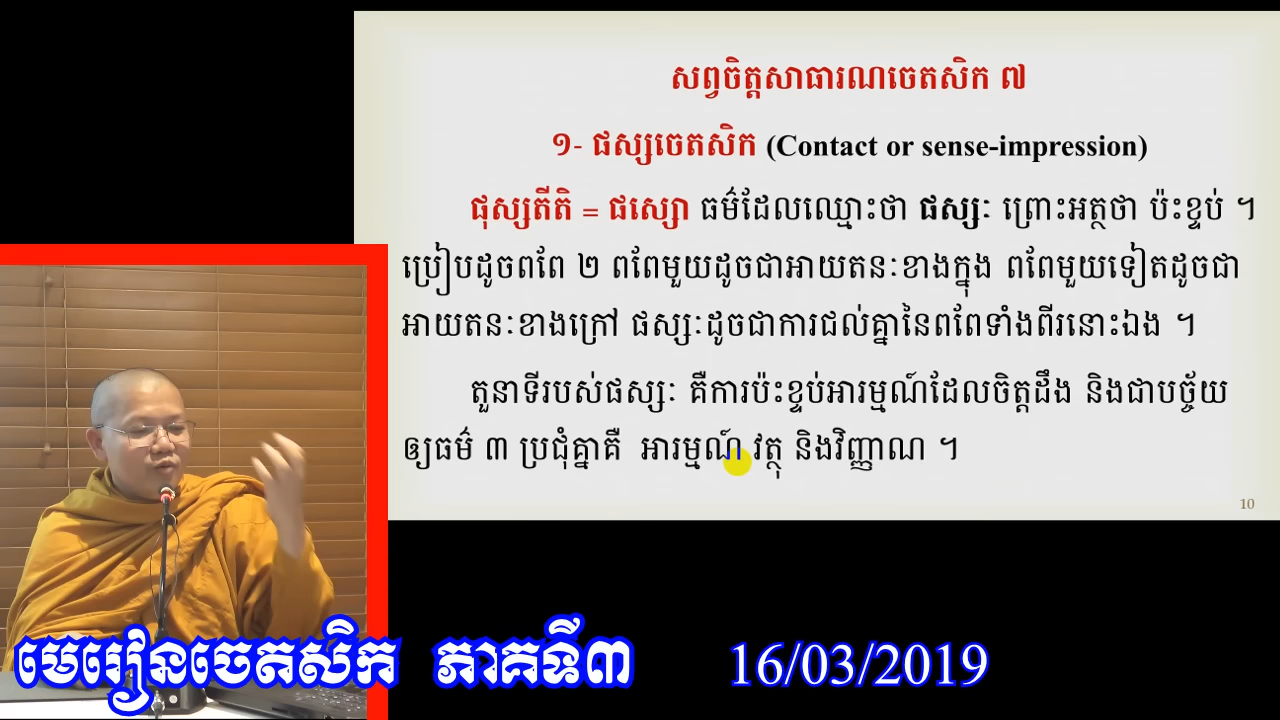 សព្វចិត្តសាធារណចេតសិក ៧
១- ផស្សចេតសិក (Contact or sense-impression)
ផុស្សតីតិ = ផស្សោ ធម៌ដែលឈ្មោះថា ផស្សៈ ព្រោះអត្ថថា ប៉ះខ្ទប់ ។
ប្រៀបដូចពពែ ២ ពពែមួយដូចជាអាយតនៈខាងក្នុង ពពែមួយទៀតដូចជា
អាយតនៈខាងក្រៅ ផស្សៈដូចជាការជល់គ្នានៃពពែទាំងពីរនោះឯង ។
តួនាទីរបស់ផស្សៈ គឺការប៉ះខ្ទប់អារម្មណ៍ដែលចិត្តដឹង និងជាបច្ច័យ
ឲ្យធម៌ ៣ ប្រជុំគ្នាគឺ អារម្មណ៍ វត្ថុ និងវិញ្ញាណ ។
10
មេរៀនចេតសិក ភាគទី៣ 16/03/2019